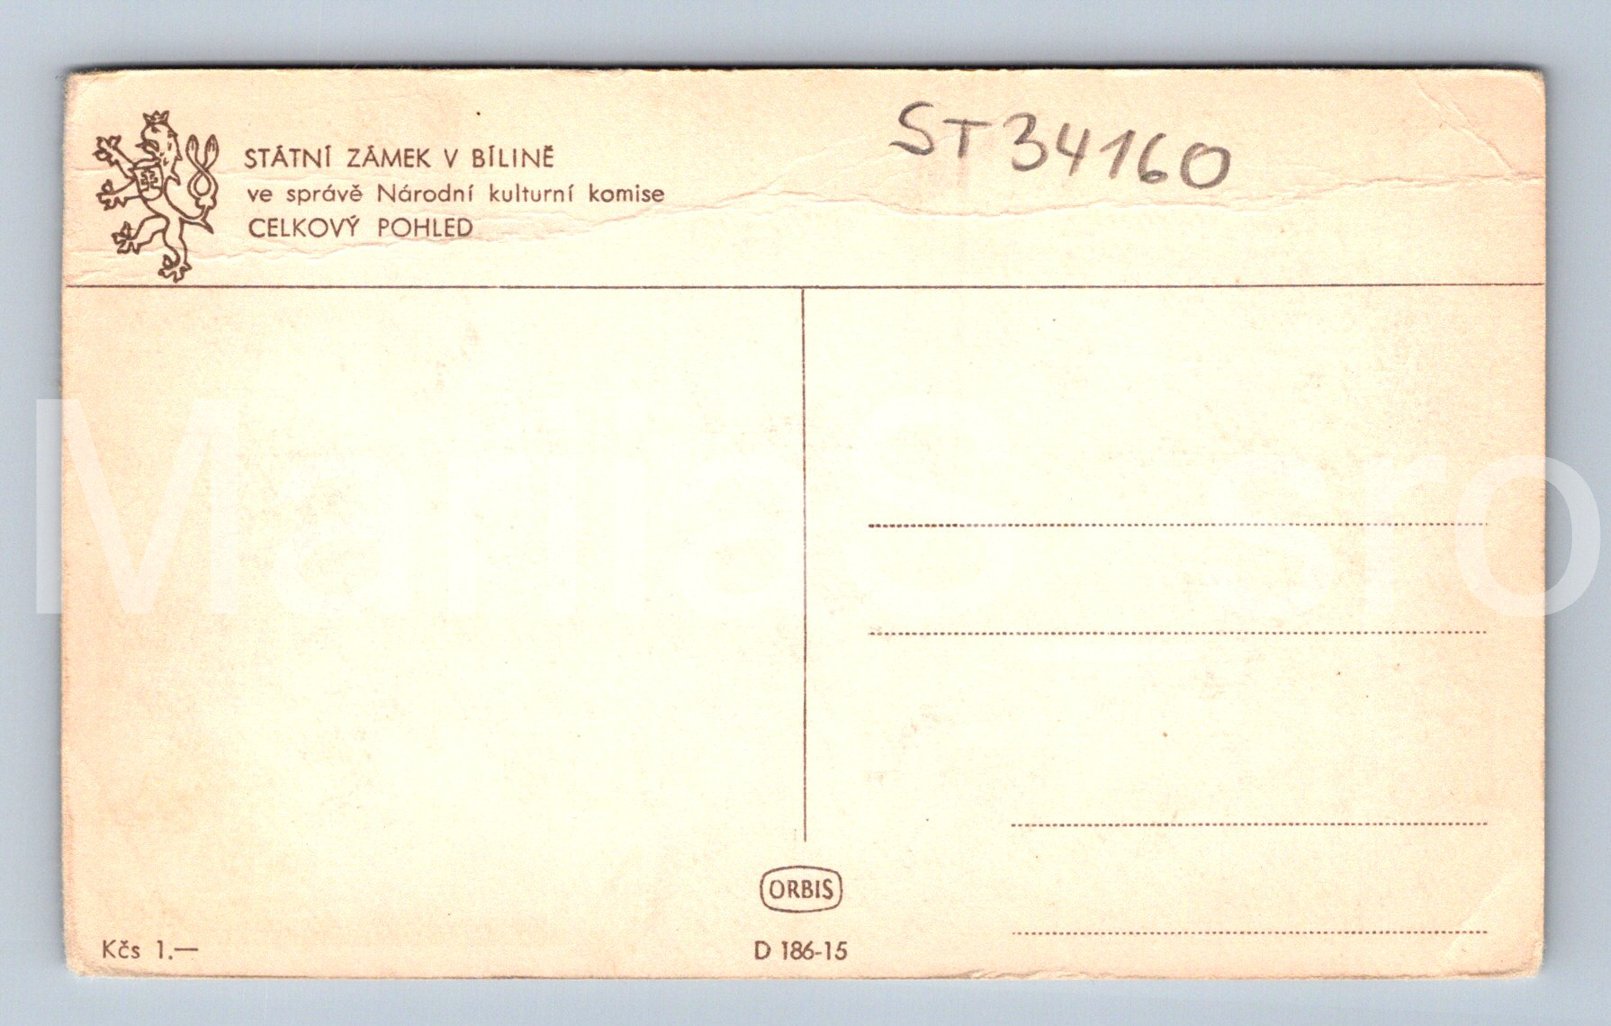 STÁTNÍ ZÁMEK V BÍLINĚ
ve správě Národní kulturní komise
CELKOVÝ POHLED
ST34160
ORBIS
Kčs 1.—
D 186-15